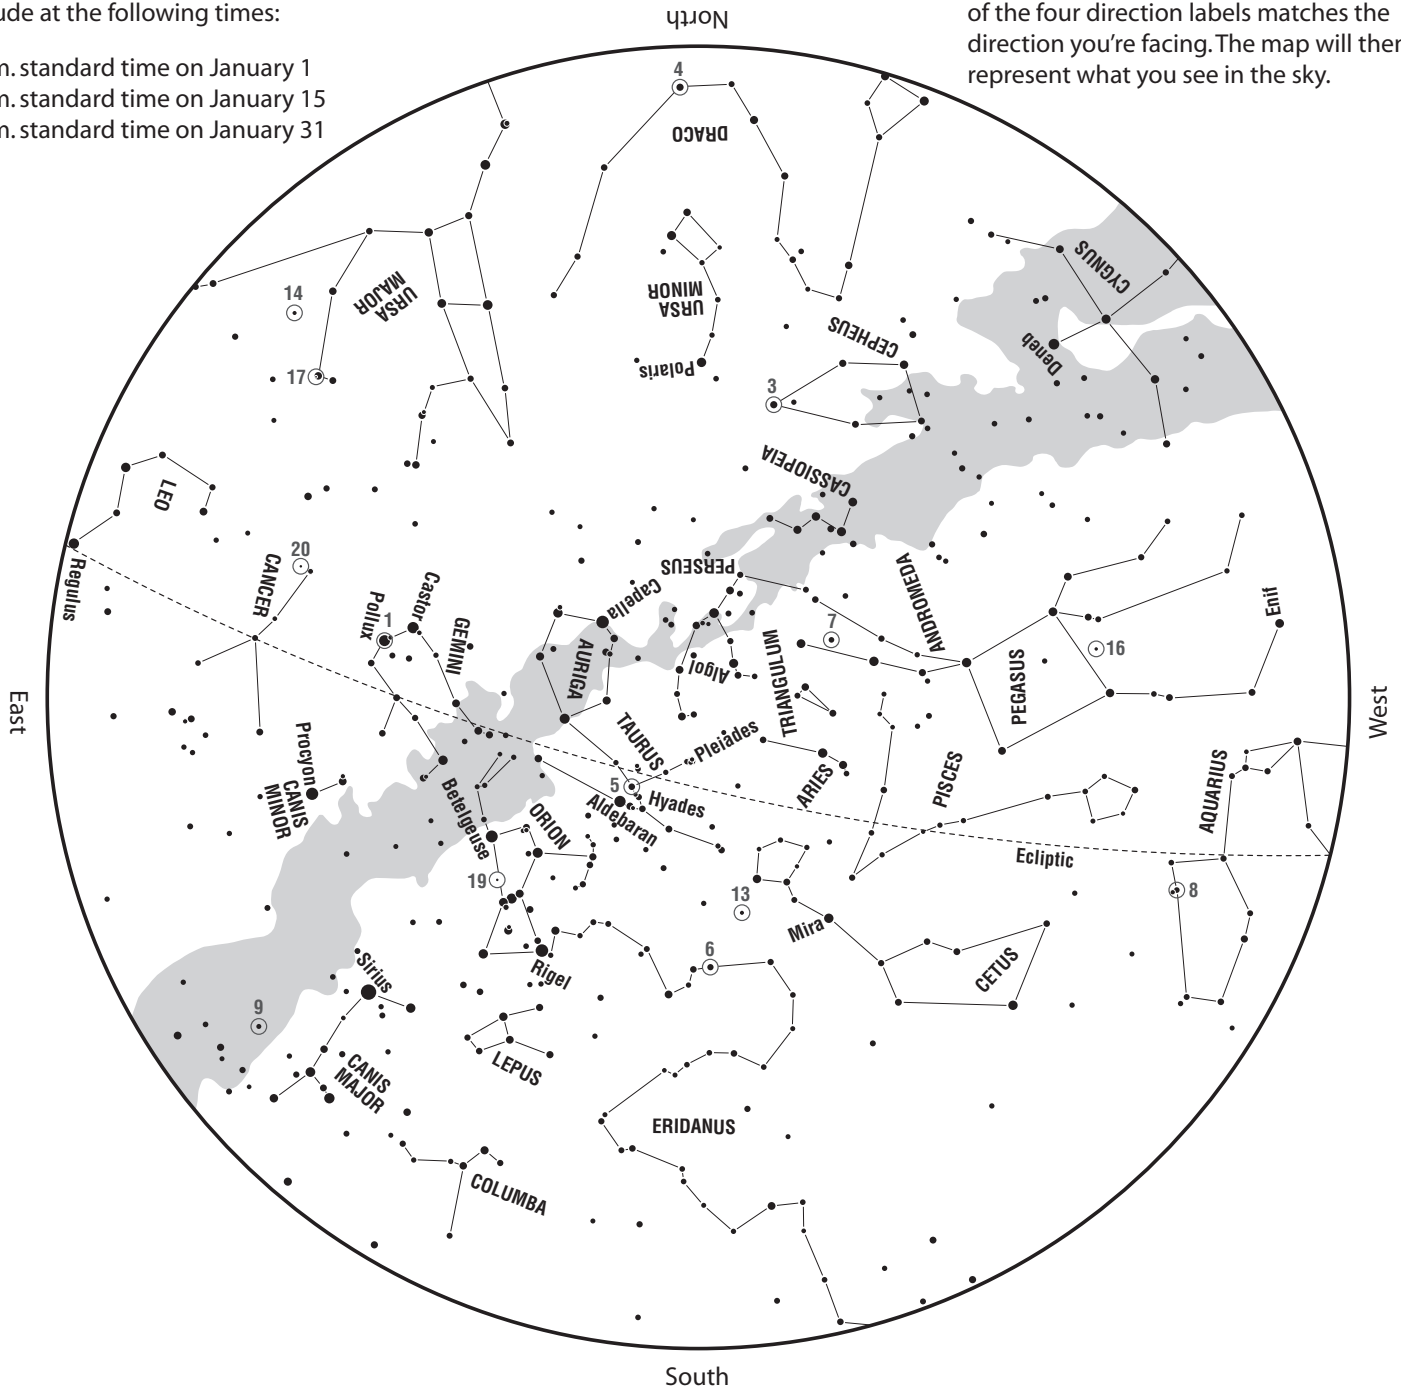 ude at the following times:
m. standard time on January 1
m. standard time on January 15
m. standard time on January 31
of the four direction labels matches the
direction you're facing. The map will then
represent what you see in the sky.
North
4
DRACO
CYGNUS
14
URSA
MAJOR
URSA
MINOR
CEPHEUS
Deneb
17
Polaris
3
CASSIOPEIA
LEO
20
CANCER
Regulus
Castor
Pollux
1
GEMINI
PERSEUS
Capella
ANDROMEDA
7
Enif
AURIGA
Algol
TRIANGULUM
16
PEGASUS
East
West
TAURUS
Pleiades
Procyon
CANIS
MINOR
5
Hyades
Aldebaran
ARIES
PISCES
AQUARIUS
Betelgeuse
ORION
Ecliptic
19
8
13
Mira
6
Rigel
CETUS
Sirius
9
LEPUS
CANIS
MAJOR
ERIDANUS
COLUMBA
South